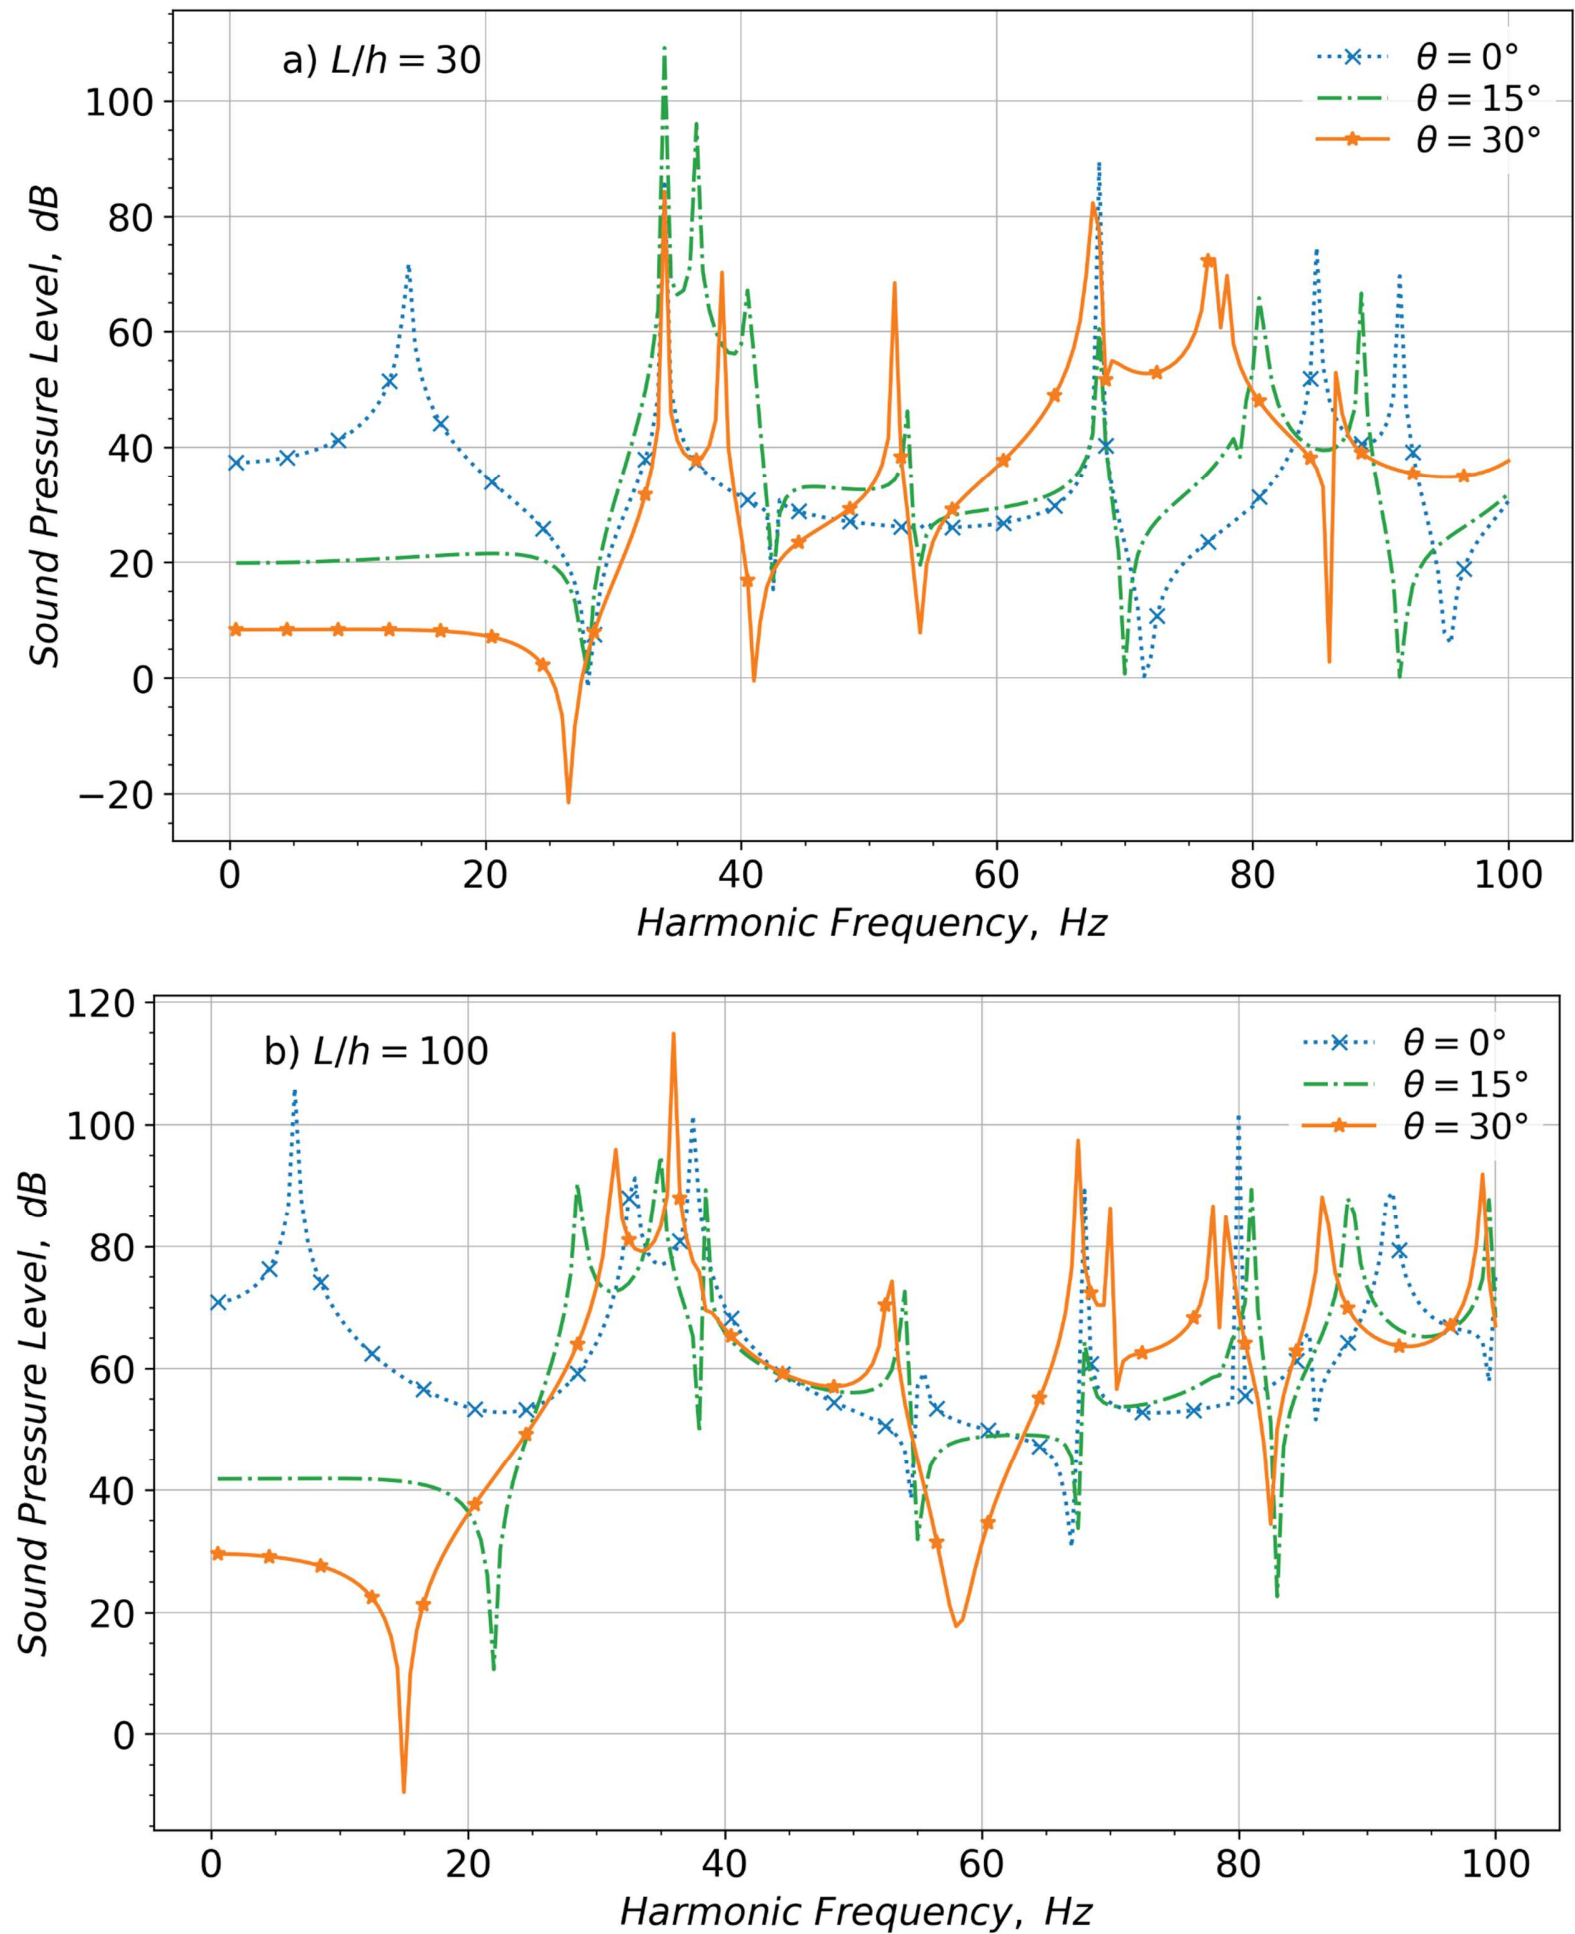 a) L/h = 30
θ = 0°
θ = 15°
θ = 30°
100
80
60
40
20
0
−20
Sound Pressure Level, dB
0 20 40 60 80 100
Harmonic Frequency, Hz
b) L/h = 100
θ = 0°
θ = 15°
θ = 30°
120
100
80
60
40
20
0
Sound Pressure Level, dB
0 20 40 60 80 100
Harmonic Frequency, Hz